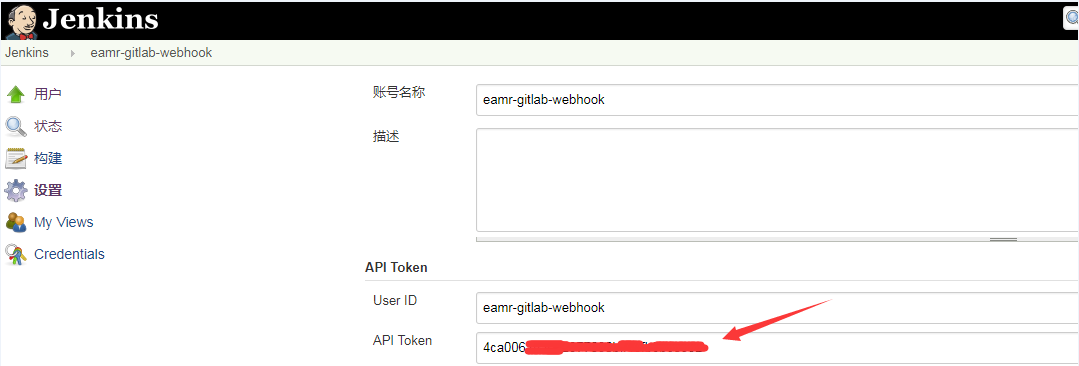 Jenkins
Jenkins
eamr-gitlab-webhook
用户
状态
构建
设置
My Views
Credentials
账号名称
eamr-gitlab-webhook
描述
API Token
User ID
eamr-gitlab-webhook
API Token
4ca006